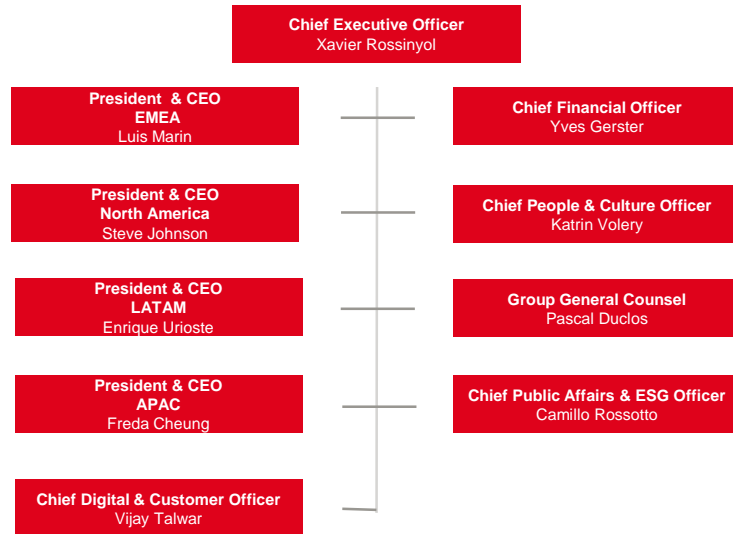 Chief Executive Officer
Xavier Rossinyol
President & CEO
EMEA
Luis Marin
Chief Financial Officer
Yves Gerster
President & CEO
North America
Steve Johnson
Chief People & Culture Officer
Katrin Volery
President & CEO
LATAM
Enrique Urioste
Group General Counsel
Pascal Duclos
President & CEO
APAC
Freda Cheung
Chief Public Affairs & ESG Officer
Camillo Rossotto
Chief Digital & Customer Officer
Vijay Talwar